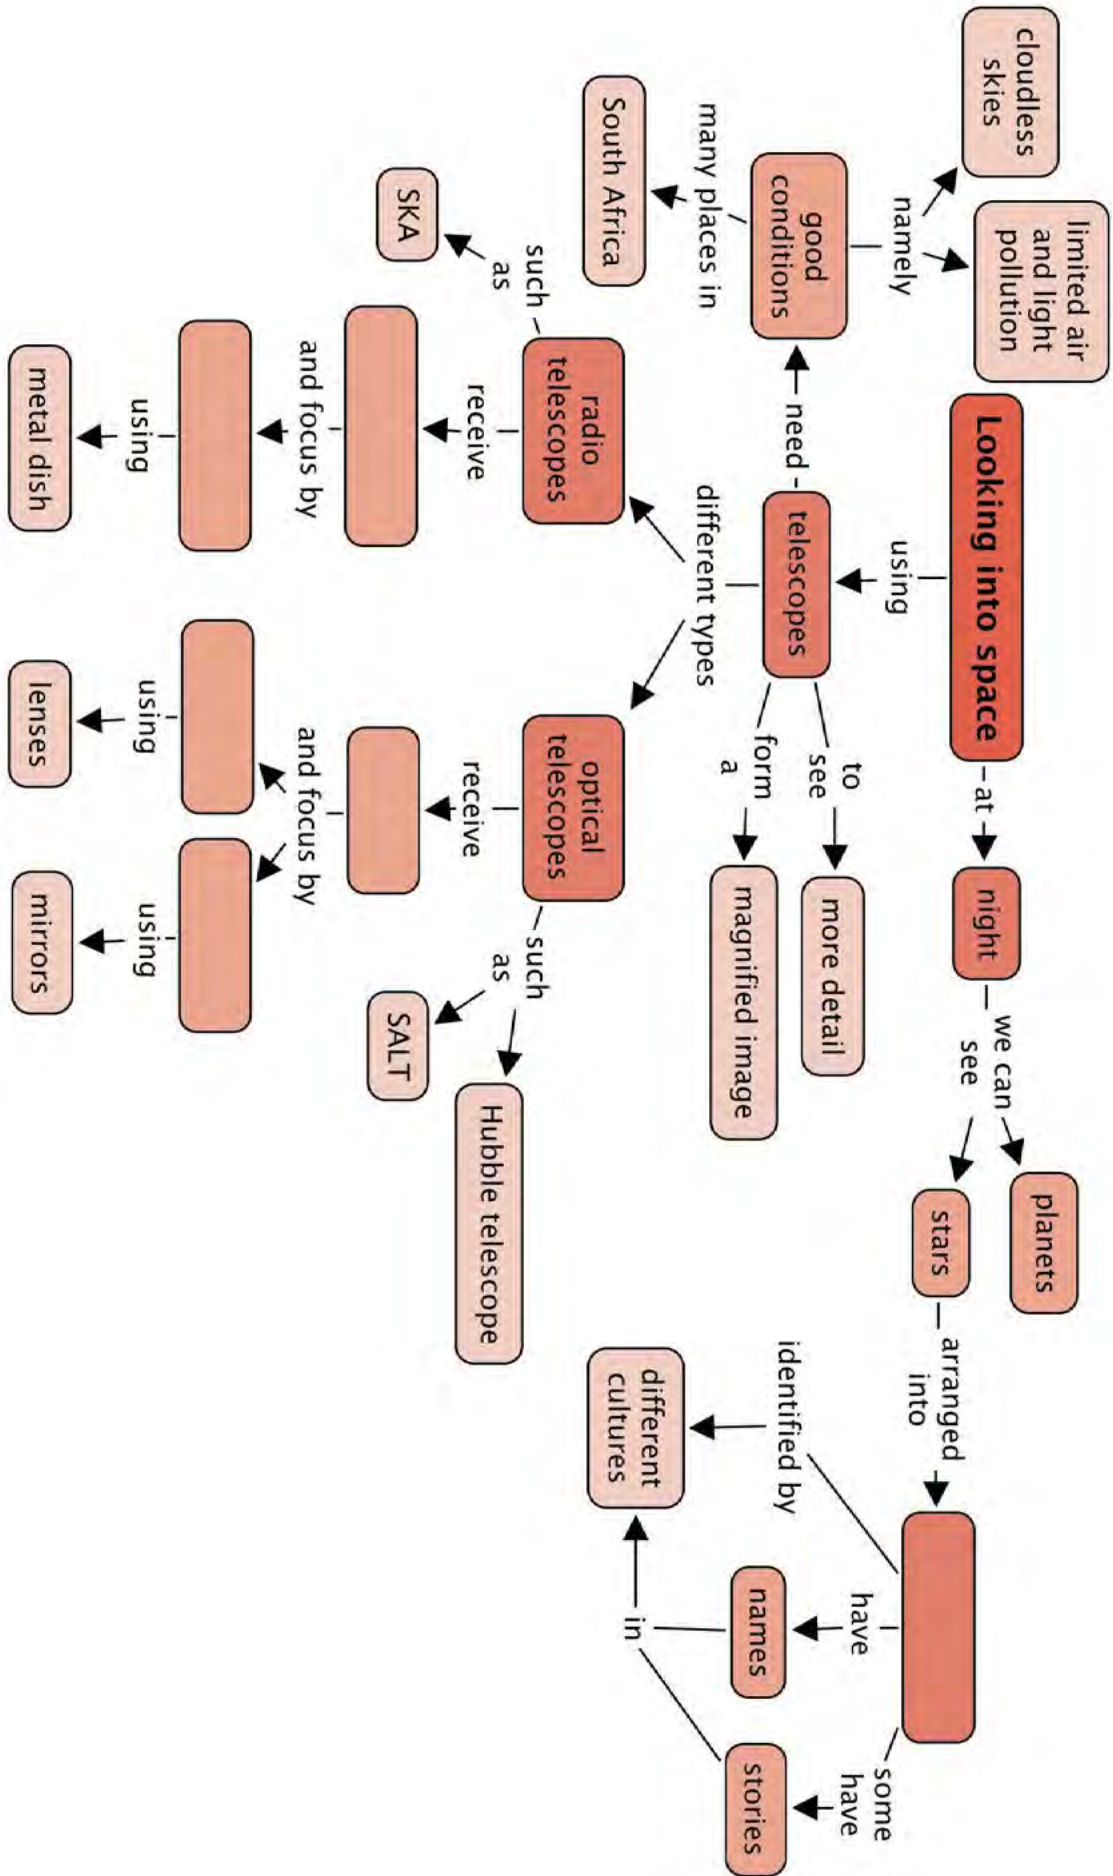 Looking into space
at
night
we can
see
planets
stars
arranged
into
identified by
different
cultures
have
names
some
have
stories
in
using
telescopes
to
see
more detail
form
a
magnified image
need
good
conditions
namely
cloudless
skies
limited air
and light
pollution
many places in
South Africa
different types
radio
telescopes
such
as
SKA
receive
and focus by
using
metal dish
optical
telescopes
such
as
SALT
Hubble telescope
receive
and focus by
using
lenses
using
mirrors